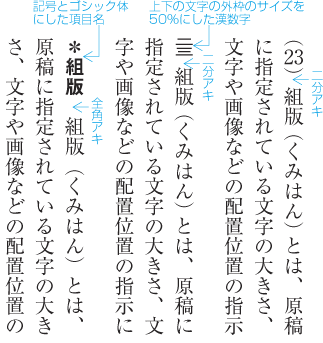 記号とゴシック体
にした項目名
上下の文字の外枠のサイズを
50%にした漢数字
二分アキ
(23) 組版(くみはん)とは、原稿
に指定されている文字の大きさ、
文字や画像などの配置位置の指示
二分アキ
二三 組版(くみはん)とは、原稿に
指定されている文字の大きさ、文
字や画像などの配置位置の指示に
全角アキ
*組版 組版(くみはん)とは、
原稿に指定されている文字の大き
さ、文字や画像などの配置位置の